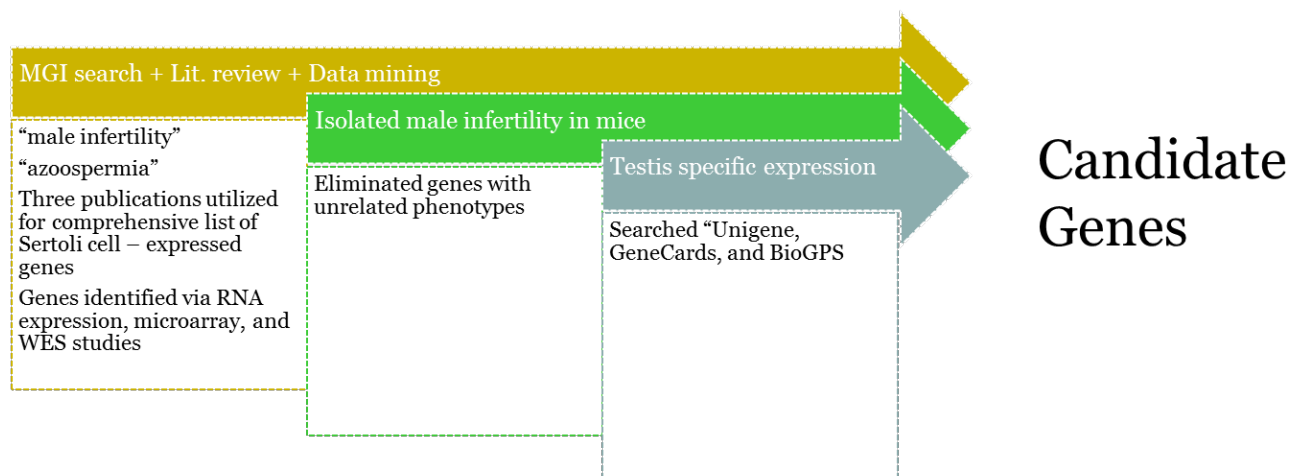 MGI search + Lit. review + Data mining
“male infertility”
“azoospermia”
Three publications utilized
for comprehensive list of
Sertoli cell – expressed
genes
Genes identified via RNA
expression, microarray, and
WES studies
Isolated male infertility in mice
Eliminated genes with
unrelated phenotypes
Testis specific expression
Searched “Unigene,
GeneCards, and BioGPS
Candidate
Genes